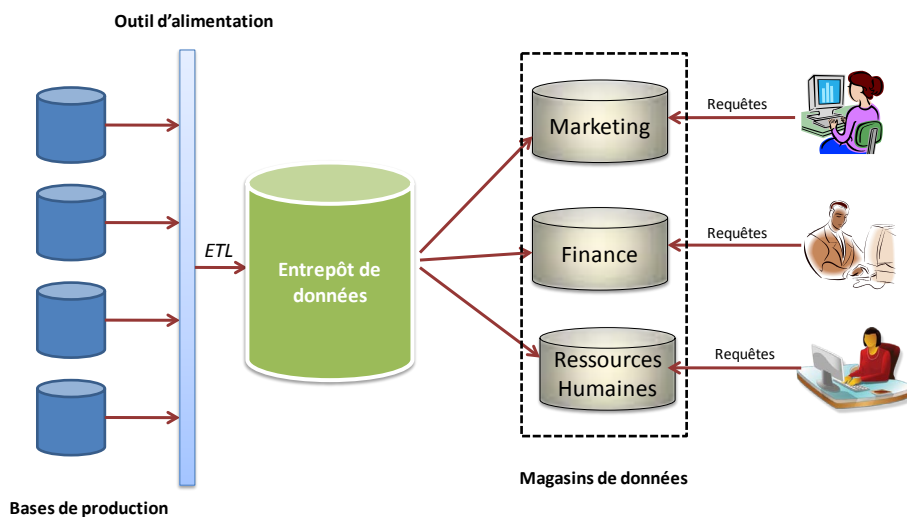 Outil d'alimentation
Marketing
Requêtes
ETL
Entrepôt de
données
Finance
Requêtes
Ressources
Humaines
Requêtes
Magasins de données
Bases de production